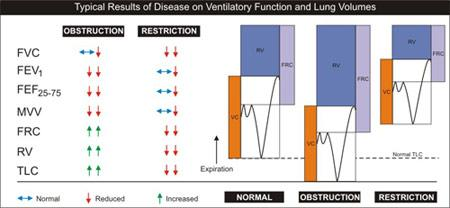 Typical Results of Disease on Ventilatory Function and Lung Volumes
OBSTRUCTION RESTRICTION
FVC
FEV1
FEF25-75
MVV
FRC
RV
TLC
Normal Reduced Increased
RV
FRC
VC
Expiration
NORMAL
RV
FRC
VC
OBSTRUCTION
RV
FRC
VC
Normal TLC
RESTRICTION